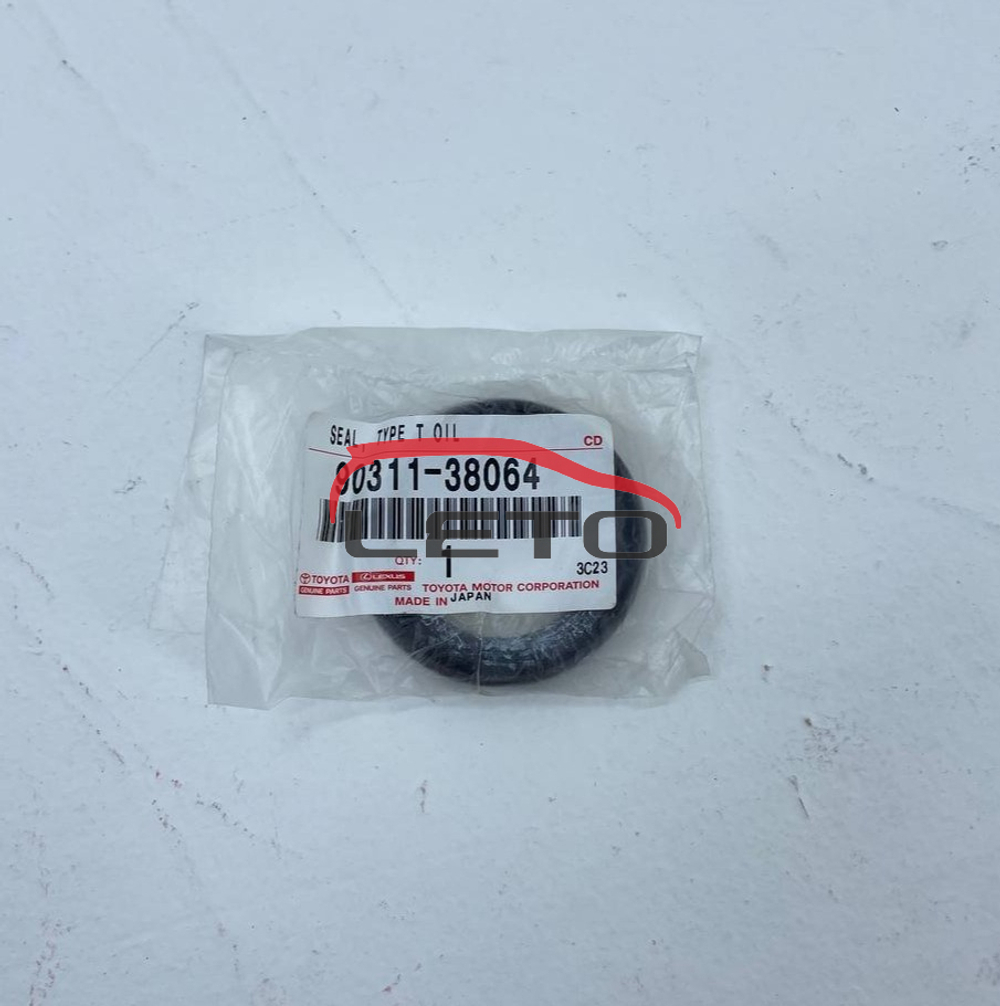 SEAL, TYPE T OIL
CD
90311-38064
LETO
QTY: 1
3C23
TOYOTA LEXUS
GENUINE PARTS GENUINE PARTS
TOYOTA MOTOR CORPORATION
MADE IN JAPAN